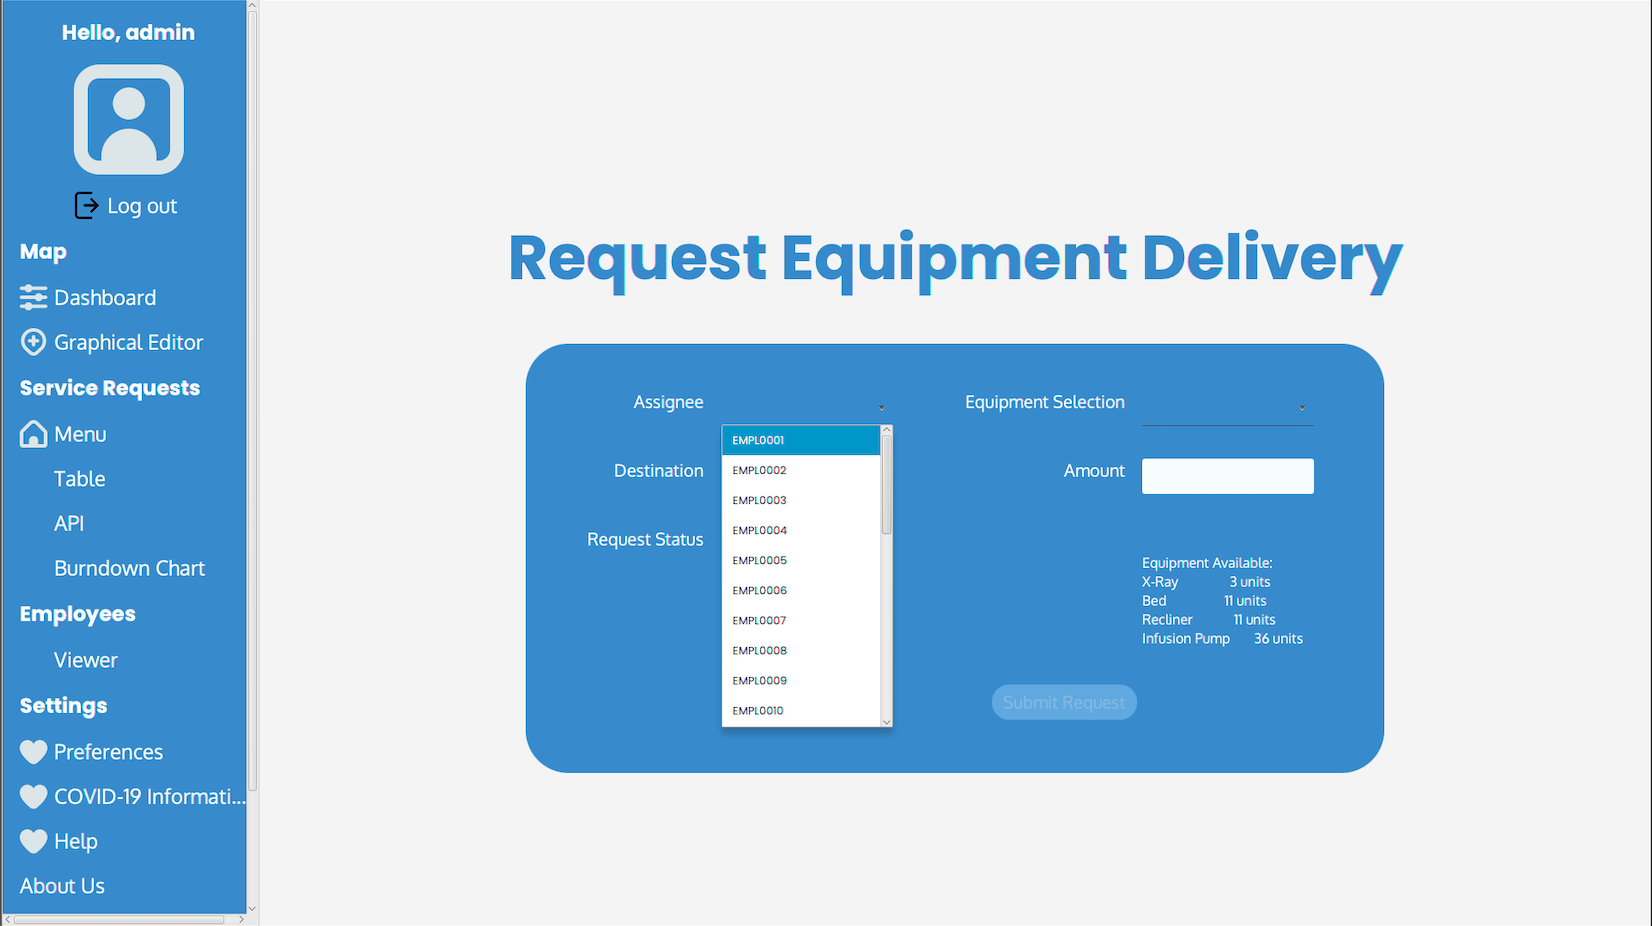 Hello, admin
Log out
Map
Dashboard
Graphical Editor
Service Requests
Menu
Table
API
Burndown Chart
Employees
Viewer
Settings
Preferences
COVID-19 Informati...
Help
About Us
Request Equipment Delivery
Assignee
EMPL0001
EMPL0002
EMPL0003
EMPL0004
EMPL0005
EMPL0006
EMPL0007
EMPL0008
EMPL0009
EMPL0010
Destination
Request Status
Equipment Selection
Amount
Equipment Available:
X-Ray 3 units
Bed 11 units
Recliner 11 units
Infusion Pump 36 units
Submit Request